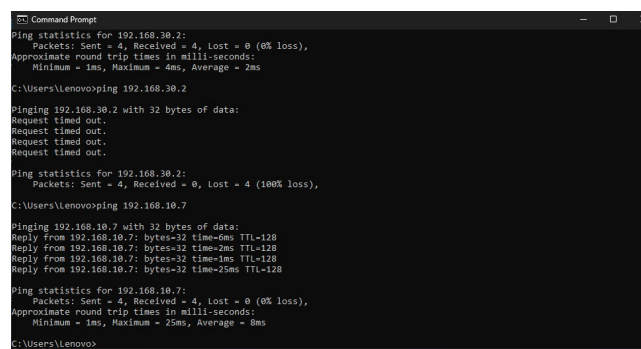 Command Prompt
Ping statistics for 192.168.30.2:
Packets: Sent = 4, Received = 4, Lost = 0 (0% loss),
Approximate round trip times in milli-seconds:
Minimum = 1ms, Maximum = 4ms, Average = 2ms
C:\Users\Lenovo>ping 192.168.30.2
Pinging 192.168.30.2 with 32 bytes of data:
Request timed out.
Request timed out.
Request timed out.
Request timed out.
Ping statistics for 192.168.30.2:
Packets: Sent = 4, Received = 0, Lost = 4 (100% loss),
C:\Users\Lenovo>ping 192.168.10.7
Pinging 192.168.10.7 with 32 bytes of data:
Reply from 192.168.10.7: bytes=32 time=6ms TTL=128
Reply from 192.168.10.7: bytes=32 time=2ms TTL=128
Reply from 192.168.10.7: bytes=32 time=1ms TTL=128
Reply from 192.168.10.7: bytes=32 time=25ms TTL=128
Ping statistics for 192.168.10.7:
Packets: Sent = 4, Received = 4, Lost = 0 (0% loss),
Approximate round trip times in milli-seconds:
Minimum = 1ms, Maximum = 25ms, Average = 8ms
C:\Users\Lenovo>